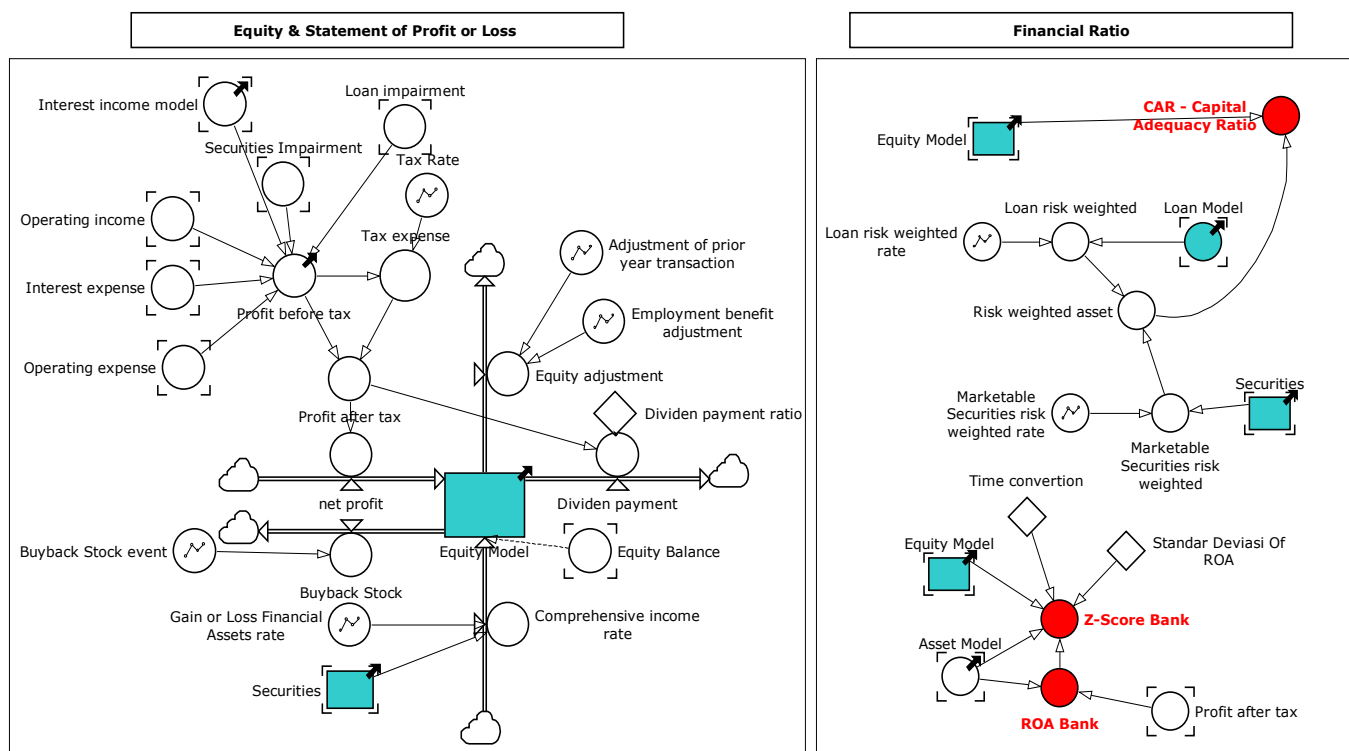 Equity & Statement of Profit or Loss
Interest income model
Loan impairment
Securities Impairment
Tax Rate
Operating income
Tax expense
Adjustment of prior
year transaction
Interest expense
Profit before tax
Employment benefit
adjustment
Operating expense
Equity adjustment
Profit after tax
Dividen payment ratio
net profit
Dividen payment
Buyback Stock event
Equity Model
Equity Balance
Buyback Stock
Gain or Loss Financial
Assets rate
Comprehensive income
rate
Securities
Financial Ratio
CAR - Capital
Adequacy Ratio
Equity Model
Loan risk weighted
Loan Model
Loan risk weighted
rate
Risk weighted asset
Securities
Marketable
Securities risk
weighted rate
Marketable
Securities risk
weighted
Time convertion
Equity Model
Standar Deviasi Of
ROA
Z-Score Bank
Asset Model
ROA Bank
Profit after tax